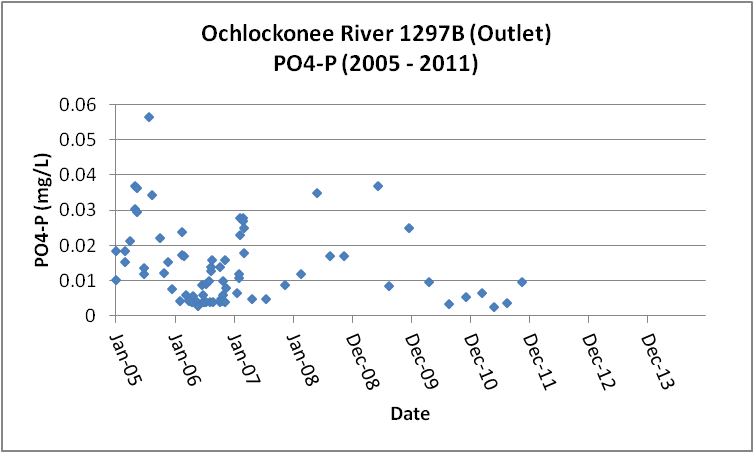 Ochlockonee River 1297B (Outlet)
PO4-P (2005 - 2011)
PO4-P (mg/L)
0.06
0.05
0.04
0.03
0.02
0.01
0
Jan-05
Jan-06
Jan-07
Jan-08
Dec-08
Dec-09
Dec-10
Dec-11
Dec-12
Dec-13
Date